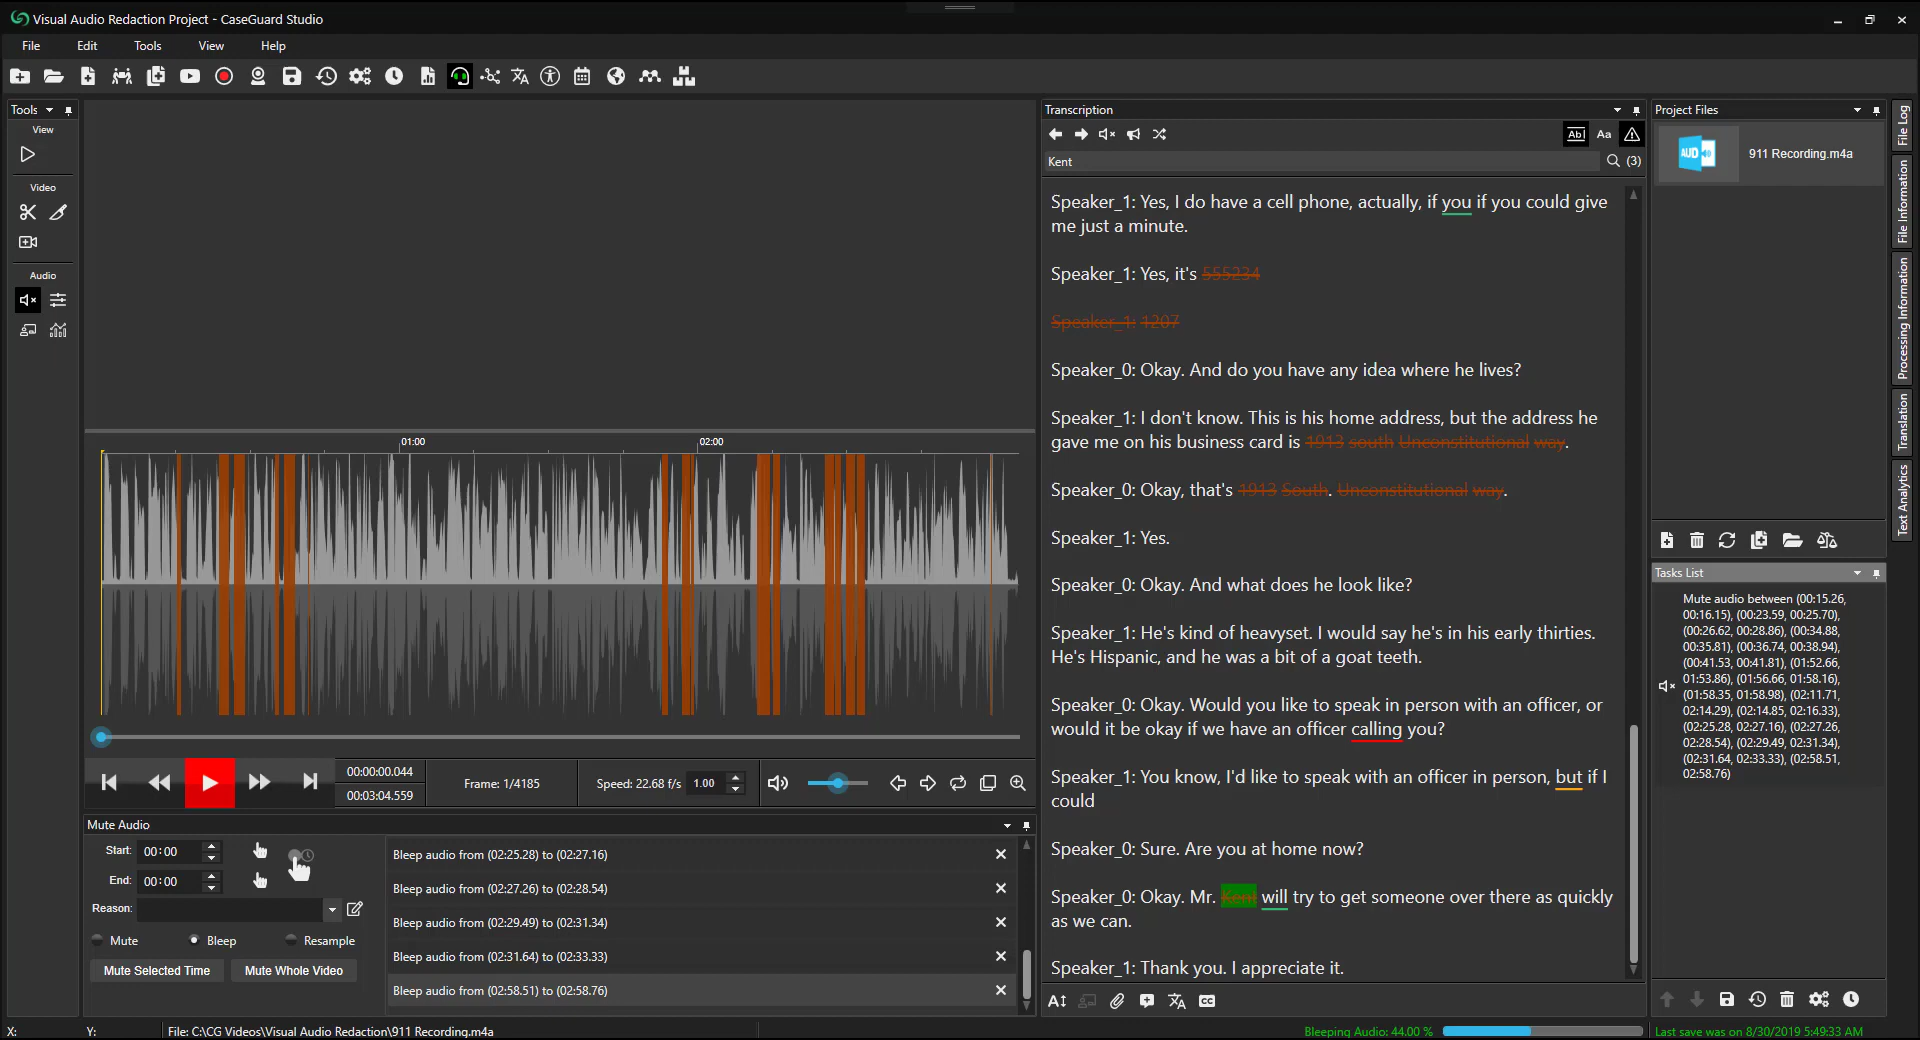 Visual Audio Redaction Project - CaseGuard Studio
File Edit Tools View Help
Tools
View
Video
Audio
01:00 02:00
00:00:00.044
00:03:04.559
Frame: 1/4185
Speed: 22.68 f/s 1.00
Mute Audio
Start: 00:00
End: 00:00
Reason:
Mute Bleep Resample
Mute Selected Time Mute Whole Video
Bleep audio from (02:25.28) to (02:27.16)
Bleep audio from (02:27.26) to (02:28.54)
Bleep audio from (02:29.49) to (02:31.34)
Bleep audio from (02:31.64) to (02:33.33)
Bleep audio from (02:58.51) to (02:58.76)
Transcription
Ab Aa
Kent (3)
Speaker_1: Yes, I do have a cell phone, actually, if you if you could give
me just a minute.
Speaker_1: Yes, it's 555234
Speaker_1: 1207
Speaker_0: Okay. And do you have any idea where he lives?
Speaker_1: I don't know. This is his home address, but the address he
gave me on his business card is 1913 south Unconstitutional way.
Speaker_0: Okay, that's 1913 South. Unconstitutional way.
Speaker_1: Yes.
Speaker_0: Okay. And what does he look like?
Speaker_1: He's kind of heavyset. I would say he's in his early thirties.
He's Hispanic, and he was a bit of a goat teeth.
Speaker_0: Okay. Would you like to speak in person with an officer, or
would it be okay if we have an officer calling you?
Speaker_1: You know, I'd like to speak with an officer in person, but if I
could
Speaker_0: Sure. Are you at home now?
Speaker_0: Okay. Mr. Kent will try to get someone over there as quickly
as we can.
Speaker_1: Thank you. I appreciate it.
A CC
Project Files
AUD
911 Recording.m4a
Tasks List
Mute audio between (00:15.26,
00:16.15), (00:23.59, 00:25.70),
(00:26.62, 00:28.86), (00:34.88,
00:35.81), (00:36.74, 00:38.94),
(00:41.53, 00:41.81), (01:52.66,
01:53.86), (01:56.66, 01:58.16),
(01:58.35, 01:58.98), (02:11.71,
02:14.29), (02:14.85, 02:16.33),
(02:25.28, 02:27.16), (02:27.26,
02:28.54), (02:29.49, 02:31.34),
(02:31.64, 02:33.33), (02:58.51,
02:58.76)
File Log
File Information
Processing Information
Translation
Text Analytics
X: Y: File: C:\CG Videos\Visual Audio Redaction\911 Recording.m4a
Bleeping Audio: 44.00 %
Last save was on 8/30/2019 5:49:33 AM